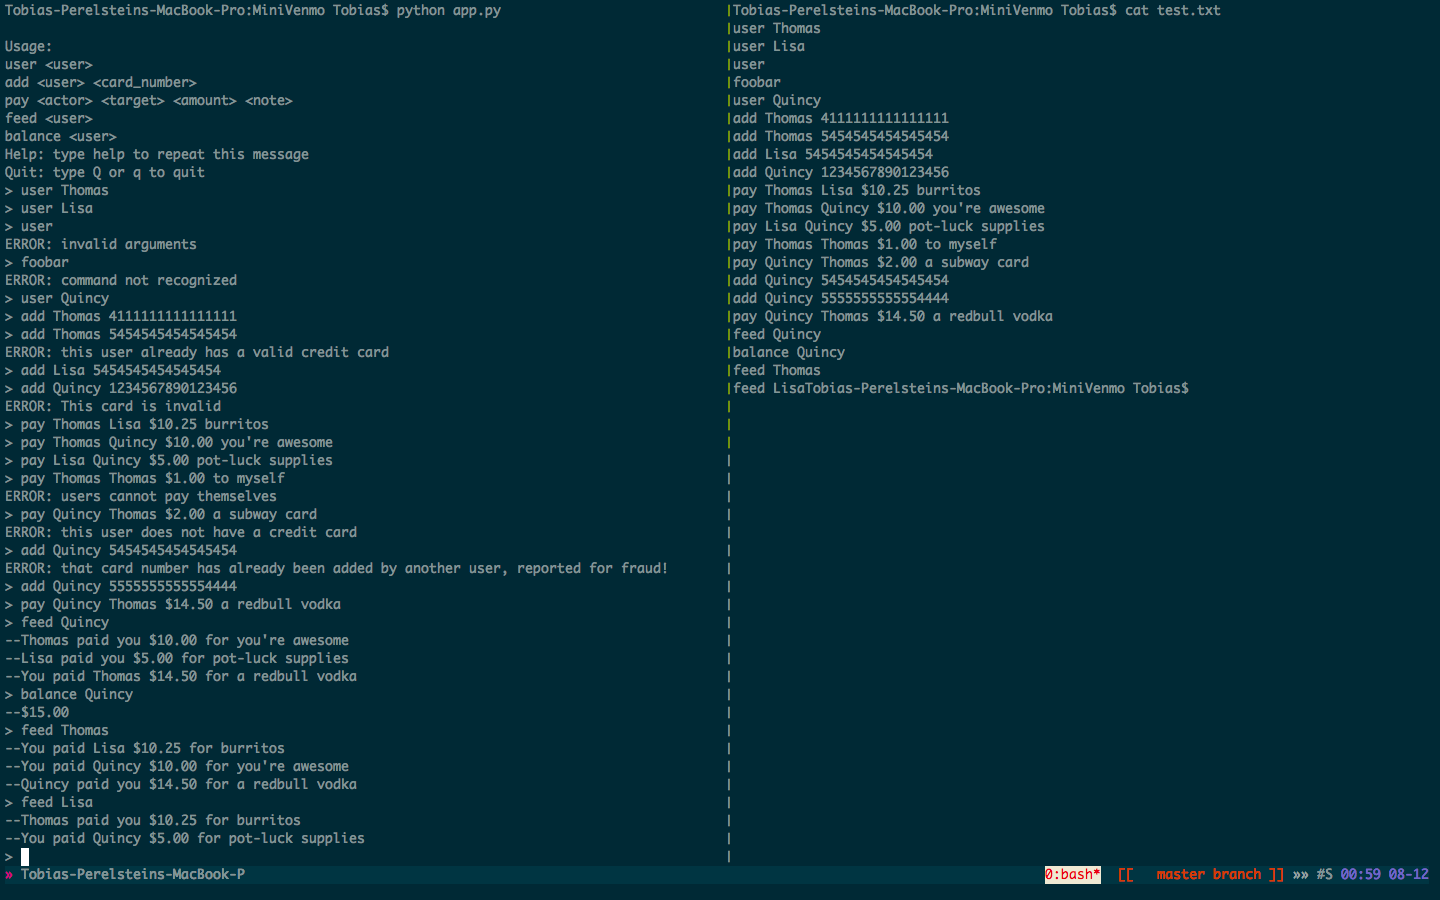 Tobias-Perelsteins-MacBook-Pro:MiniVenmo Tobias$ python app.py
Usage:
user <user>
add <user> <card_number>
pay <actor> <target> <amount> <note>
feed <user>
balance <user>
Help: type help to repeat this message
Quit: type Q or q to quit
> user Thomas
> user Lisa
> user
ERROR: invalid arguments
> foobar
ERROR: command not recognized
> user Quincy
> add Thomas 4111111111111111
> add Thomas 5454545454545454
ERROR: this user already has a valid credit card
> add Lisa 5454545454545454
> add Quincy 1234567890123456
ERROR: This card is invalid
> pay Thomas Lisa $10.25 burritos
> pay Thomas Quincy $10.00 you're awesome
> pay Lisa Quincy $5.00 pot-luck supplies
> pay Thomas Thomas $1.00 to myself
ERROR: users cannot pay themselves
> pay Quincy Thomas $2.00 a subway card
ERROR: this user does not have a credit card
> add Quincy 5454545454545454
ERROR: that card number has already been added by another user, reported for fraud!
> add Quincy 5555555555554444
> pay Quincy Thomas $14.50 a redbull vodka
> feed Quincy
--Thomas paid you $10.00 for you're awesome
--Lisa paid you $5.00 for pot-luck supplies
--You paid Thomas $14.50 for a redbull vodka
> balance Quincy
--$15.00
> feed Thomas
--You paid Lisa $10.25 for burritos
--You paid Quincy $10.00 for you're awesome
--Quincy paid you $14.50 for a redbull vodka
> feed Lisa
--Thomas paid you $10.25 for burritos
--You paid Quincy $5.00 for pot-luck supplies
>
Tobias-Perelsteins-MacBook-Pro:MiniVenmo Tobias$ cat test.txt
user Thomas
user Lisa
user
foobar
user Quincy
add Thomas 4111111111111111
add Thomas 5454545454545454
add Lisa 5454545454545454
add Quincy 1234567890123456
pay Thomas Lisa $10.25 burritos
pay Thomas Quincy $10.00 you're awesome
pay Lisa Quincy $5.00 pot-luck supplies
pay Thomas Thomas $1.00 to myself
pay Quincy Thomas $2.00 a subway card
add Quincy 5454545454545454
add Quincy 5555555555554444
pay Quincy Thomas $14.50 a redbull vodka
feed Quincy
balance Quincy
feed Thomas
feed LisaTobias-Perelsteins-MacBook-Pro:MiniVenmo Tobias$
» Tobias-Perelsteins-MacBook-P 0:bash* [[ master branch ]] »» #S 00:59 08-12